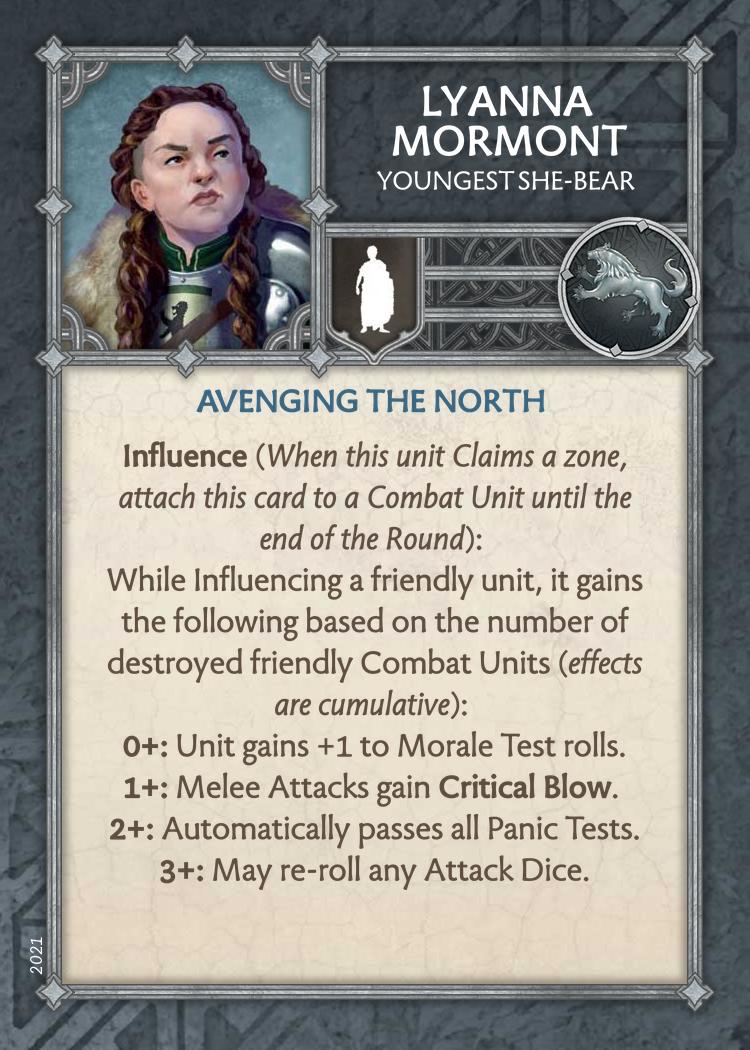 LYANNA
MORMONT
YOUNGEST SHE-BEAR
AVENGING THE NORTH
Influence (When this unit Claims a zone,
attach this card to a Combat Unit until the
end of the Round):
While Influencing a friendly unit, it gains
the following based on the number of
destroyed friendly Combat Units (effects
are cumulative):
0+: Unit gains +1 to Morale Test rolls.
1+: Melee Attacks gain Critical Blow.
2+: Automatically passes all Panic Tests.
3+: May re-roll any Attack Dice.
2021